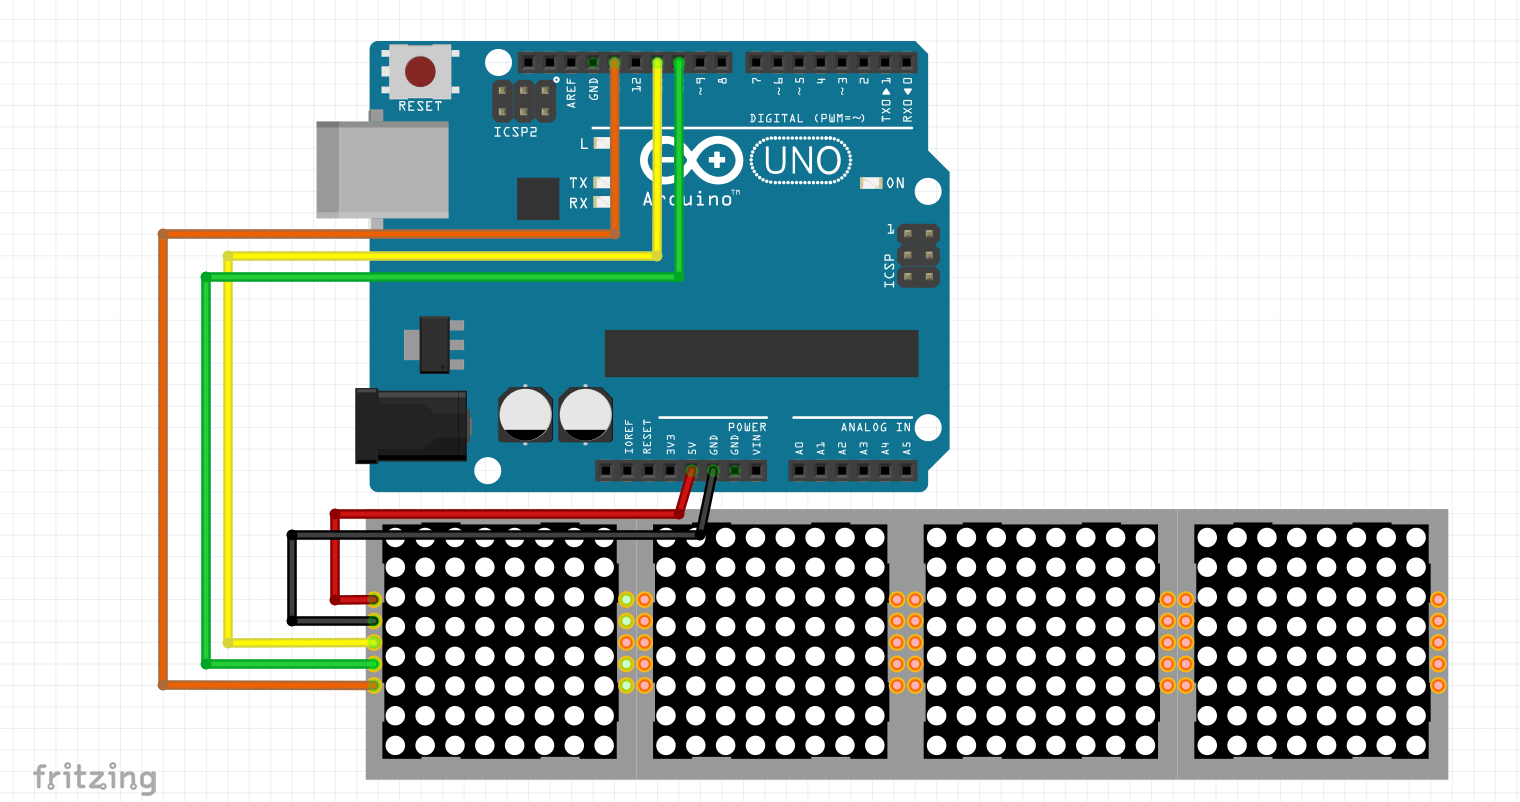 RESET
ICSP2
AREF
GND
12
~9
8
7
~6
~5
4
~3
2
TX0▶1
RX0◀0
DIGITAL (PWM=~)
L
TX
RX
UNO
Arduino™
ON
1
ICSP
IOREF
RESET
3V3
5V
GND
GND
VIN
POWER
A0
A1
A2
A3
A4
A5
ANALOG IN
fritzing